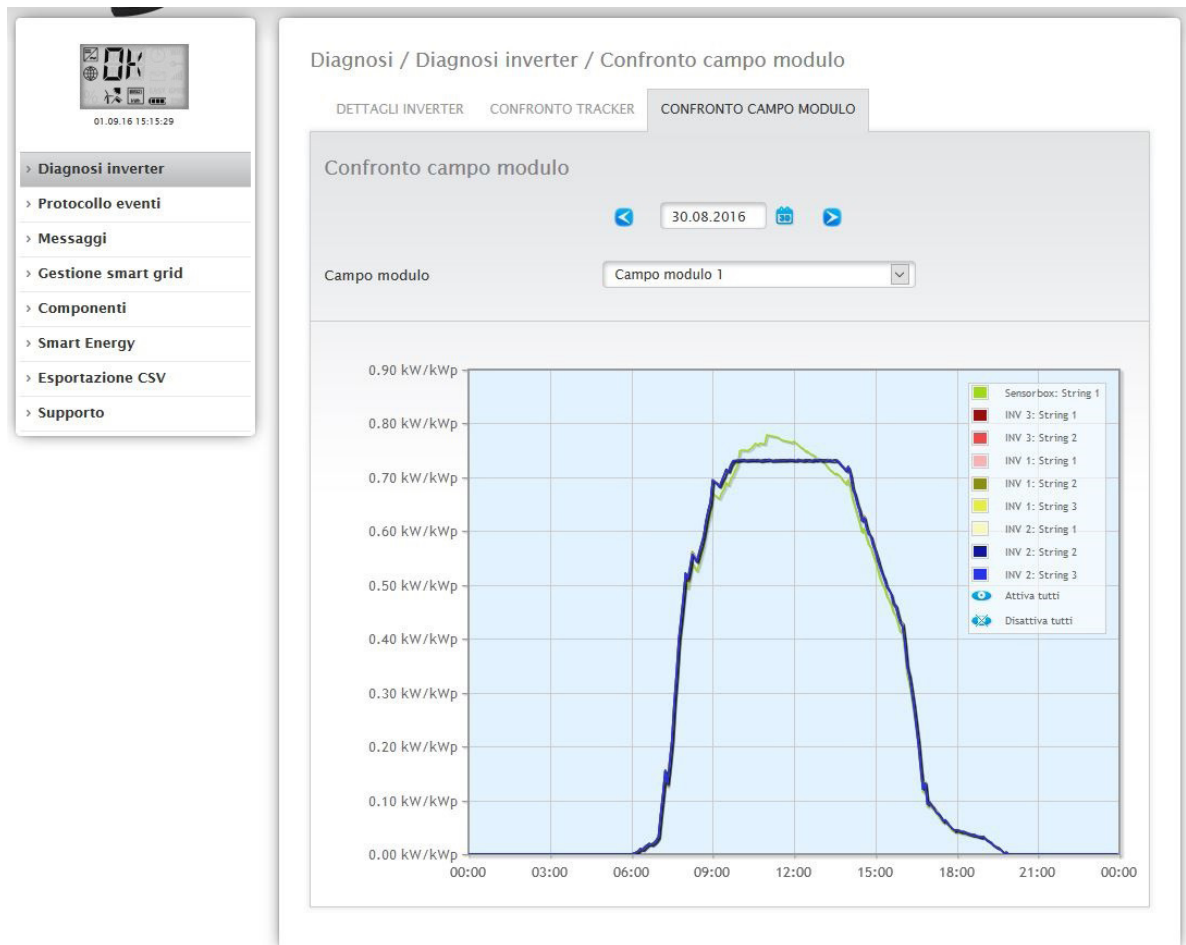 OK
01.09.16 15:15:29
Diagnosi inverter
Protocollo eventi
Messaggi
Gestione smart grid
Componenti
Smart Energy
Esportazione CSV
Supporto
Diagnosi / Diagnosi inverter / Confronto campo modulo
DETTAGLI INVERTER CONFRONTO TRACKER CONFRONTO CAMPO MODULO
Confronto campo modulo
30.08.2016 30
Campo modulo Campo modulo 1
0.90 kW/kWp
0.80 kW/kWp
0.70 kW/kWp
0.60 kW/kWp
0.50 kW/kWp
0.40 kW/kWp
0.30 kW/kWp
0.20 kW/kWp
0.10 kW/kWp
0.00 kW/kWp
00:00 03:00 06:00 09:00 12:00 15:00 18:00 21:00 00:00
Sensorbox: String 1
INV 3: String 1
INV 3: String 2
INV 1: String 1
INV 1: String 2
INV 1: String 3
INV 2: String 1
INV 2: String 2
INV 2: String 3
Attiva tutti
Disattiva tutti